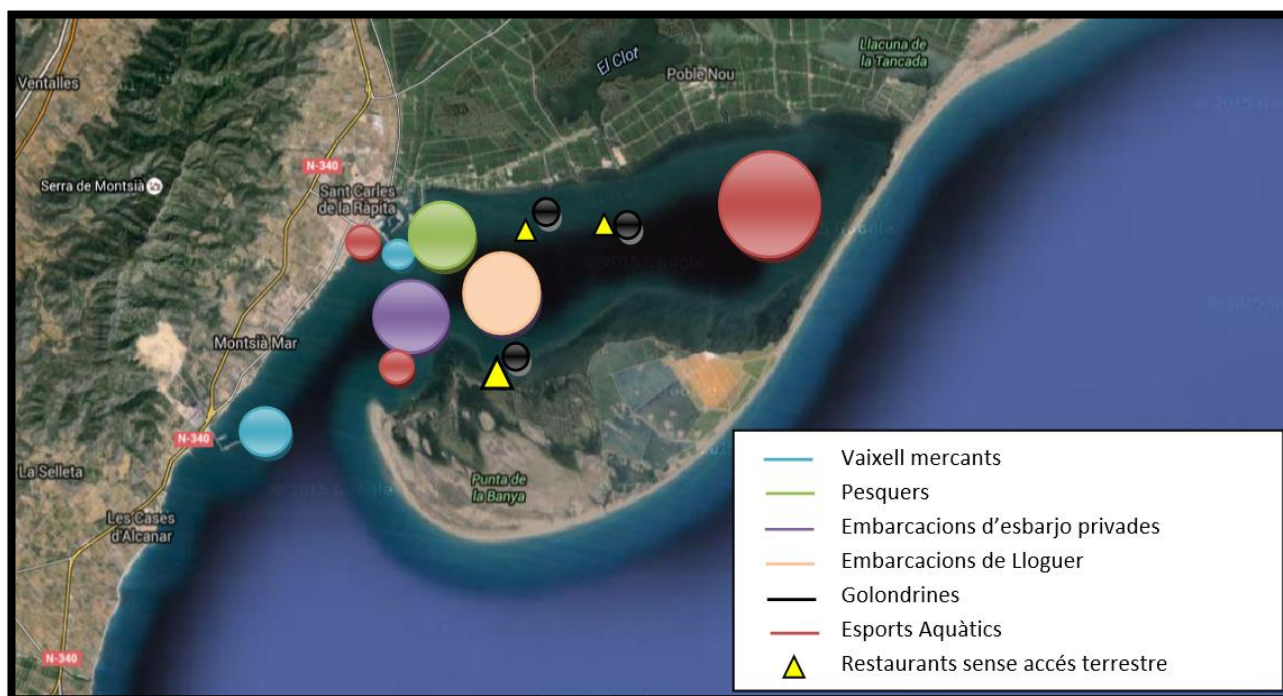 Ventalles
El Clot
Poble Nou
Llacuna de
la Tancada
N-340
Serra de Montsià
Sant Carles
de la Ràpita
Montsià Mar
N-340
La Selleta
Punta de
la Banya
Les Cases
d'Alcanar
N-340
Vaixell mercants
Pesquers
Embarcacions d'esbarjo privades
Embarcacions de Lloguer
Golondrines
Esports Aquàtics
Restaurants sense accés terrestre